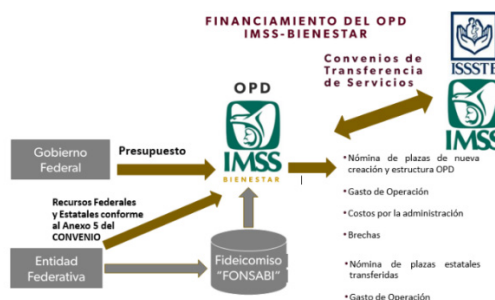 FINANCIAMIENTO DEL OPD
IMSS-BIENESTAR
Convenios de
Transferencia
de Servicios
ISSSTE
IMSS
OPD
IMSS
BIENESTAR
Gobierno
Federal
Presupuesto
Recursos Federales
y Estatales conforme
al Anexo 5 del
CONVENIO
Entidad
Federativa
Fideicomiso
“FONSABI”
• Nómina de plazas de nueva
creación y estructura OPD
• Gasto de Operación
• Costos por la administración
• Brechas
• Nómina de plazas estatales
transferidas
• Gasto de Operación